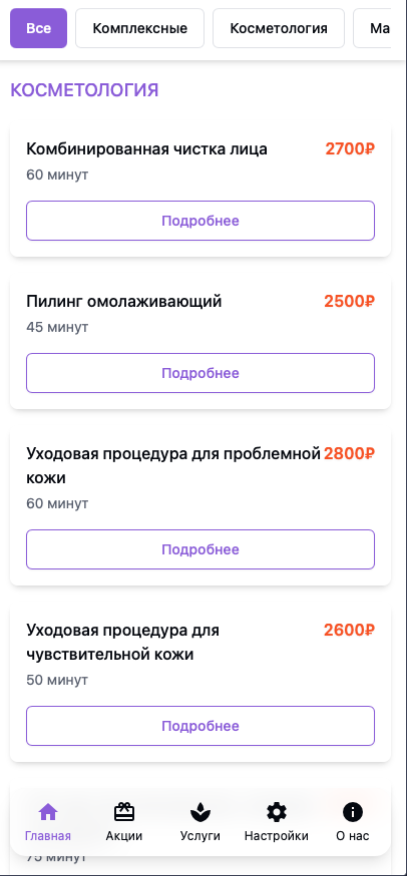 Все Комплексные Косметология Ма
КОСМЕТОЛОГИЯ
Комбинированная чистка лица 2700₽
60 минут
Подробнее
Пилинг омолаживающий 2500₽
45 минут
Подробнее
Уходовая процедура для проблемной 2800₽
кожи
60 минут
Подробнее
Уходовая процедура для 2600₽
чувствительной кожи
50 минут
Подробнее
Главная Акции Услуги Настройки О нас
75 минут